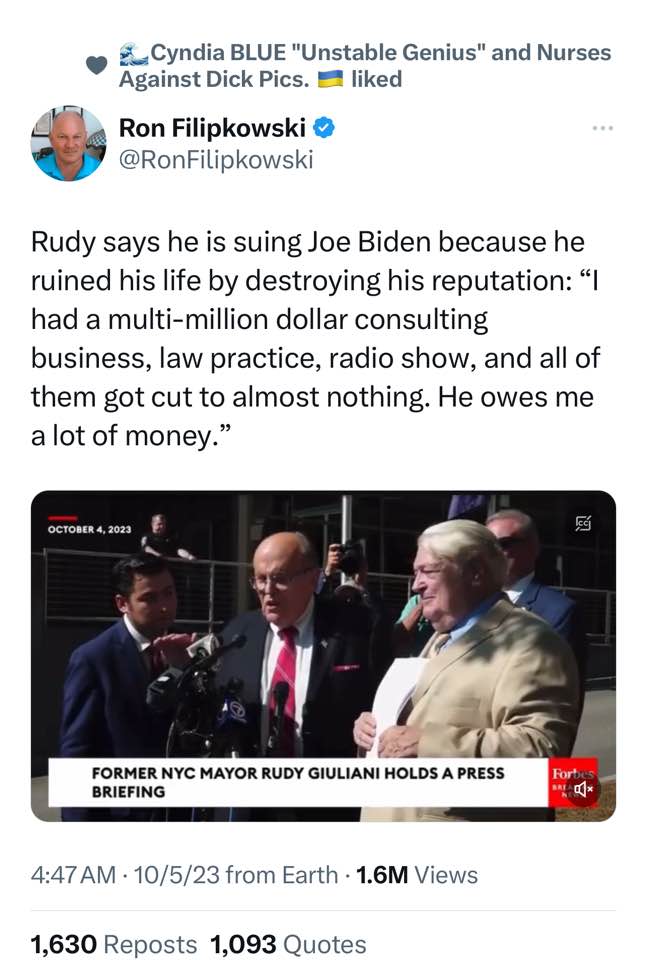 🌊Cyndia BLUE "Unstable Genius" and Nurses
Against Dick Pics. 🇺🇦 liked
Ron Filipkowski
@RonFilipkowski
Rudy says he is suing Joe Biden because he
ruined his life by destroying his reputation: “I
had a multi-million dollar consulting
business, law practice, radio show, and all of
them got cut to almost nothing. He owes me
a lot of money.”
OCTOBER 4, 2023
FORMER NYC MAYOR RUDY GIULIANI HOLDS A PRESS
BRIEFING
Forbes
4:47 AM · 10/5/23 from Earth · 1.6M Views
1,630 Reposts 1,093 Quotes